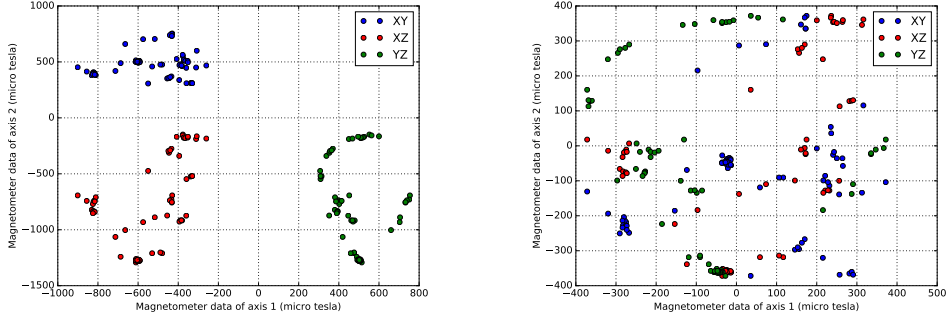 1000
500
0
−500
−1000
−1500
−1000 −800 −600 −400 −200 0 200 400 600 800
Magnetometer data of axis 2 (micro tesla)
Magnetometer data of axis 1 (micro tesla)
XY
XZ
YZ
400
300
200
100
0
−100
−200
−300
−400
−400 −300 −200 −100 0 100 200 300 400 500
Magnetometer data of axis 2 (micro tesla)
Magnetometer data of axis 1 (micro tesla)
XY
XZ
YZ